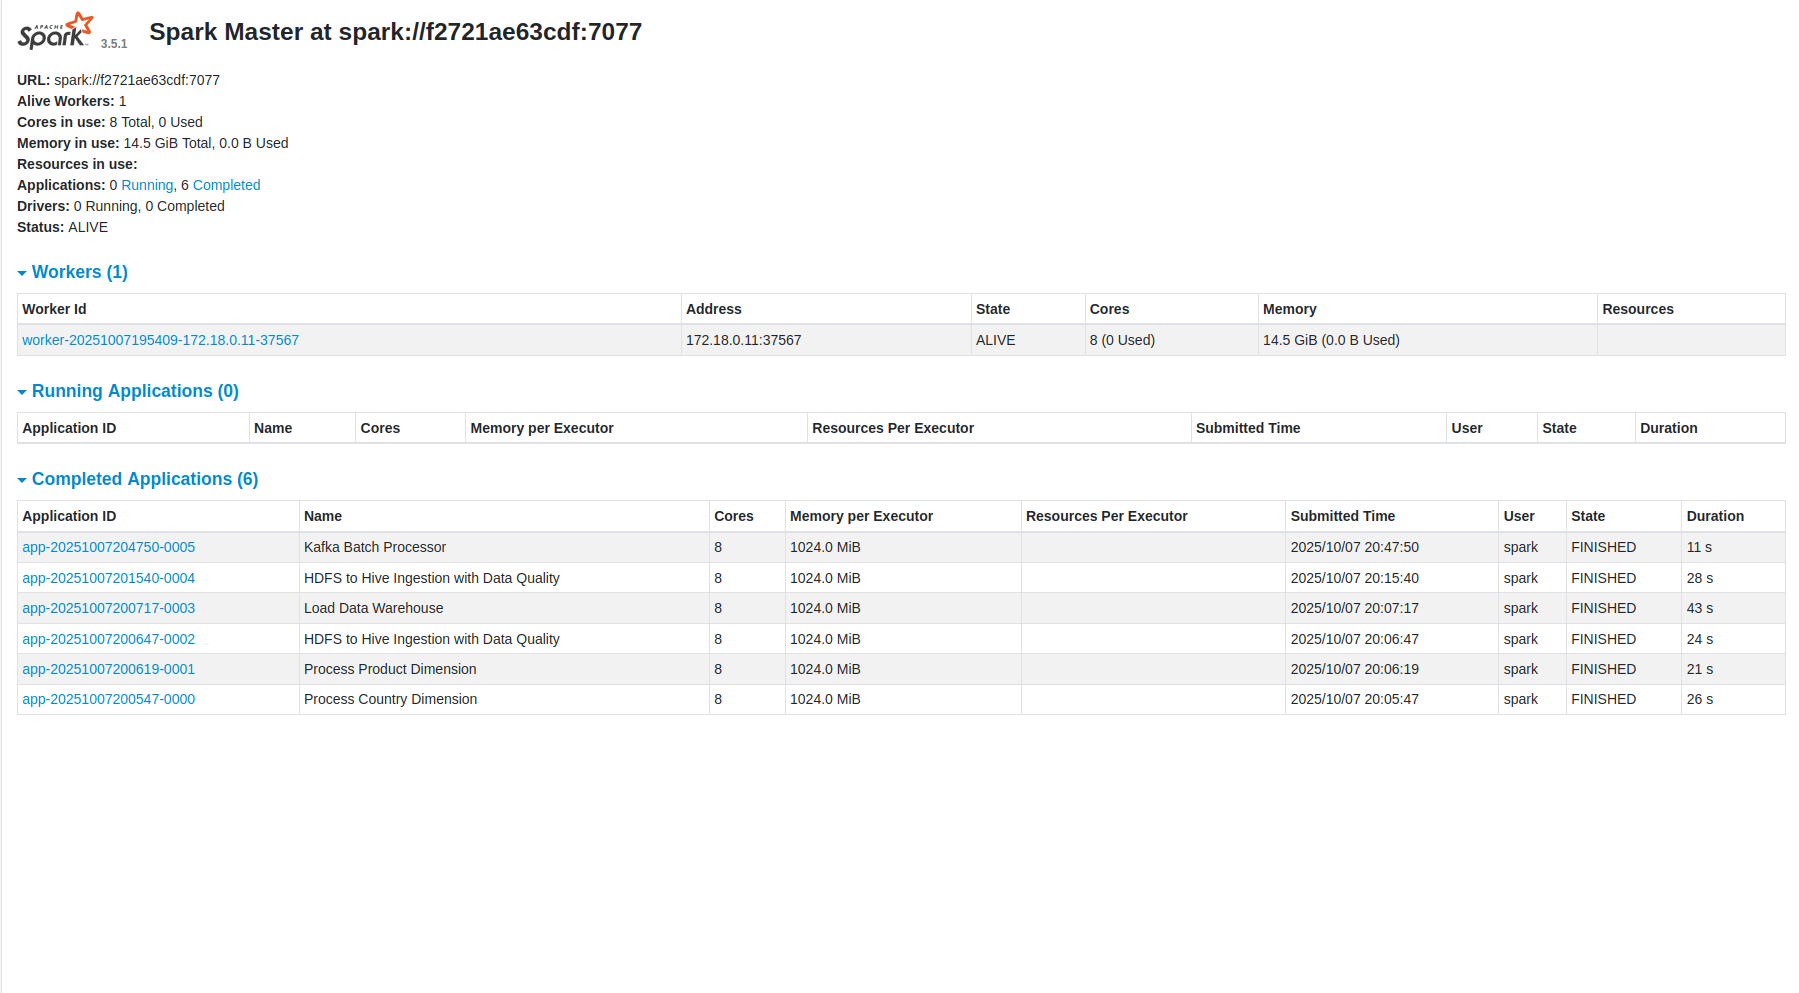 APACHE
Spark 3.5.1 Spark Master at spark://f2721ae63cdf:7077
URL: spark://f2721ae63cdf:7077
Alive Workers: 1
Cores in use: 8 Total, 0 Used
Memory in use: 14.5 GiB Total, 0.0 B Used
Resources in use:
Applications: 0 Running, 6 Completed
Drivers: 0 Running, 0 Completed
Status: ALIVE
Workers (1)
Worker Id Address State Cores Memory Resources
worker-20251007195409-172.18.0.11-37567 172.18.0.11:37567 ALIVE 8 (0 Used) 14.5 GiB (0.0 B Used)
Running Applications (0)
Application ID Name Cores Memory per Executor Resources Per Executor Submitted Time User State Duration
Completed Applications (6)
Application ID Name Cores Memory per Executor Resources Per Executor Submitted Time User State Duration
app-20251007204750-0005 Kafka Batch Processor 8 1024.0 MiB 2025/10/07 20:47:50 spark FINISHED 11 s
app-20251007201540-0004 HDFS to Hive Ingestion with Data Quality 8 1024.0 MiB 2025/10/07 20:15:40 spark FINISHED 28 s
app-20251007200717-0003 Load Data Warehouse 8 1024.0 MiB 2025/10/07 20:07:17 spark FINISHED 43 s
app-20251007200647-0002 HDFS to Hive Ingestion with Data Quality 8 1024.0 MiB 2025/10/07 20:06:47 spark FINISHED 24 s
app-20251007200619-0001 Process Product Dimension 8 1024.0 MiB 2025/10/07 20:06:19 spark FINISHED 21 s
app-20251007200547-0000 Process Country Dimension 8 1024.0 MiB 2025/10/07 20:05:47 spark FINISHED 26 s